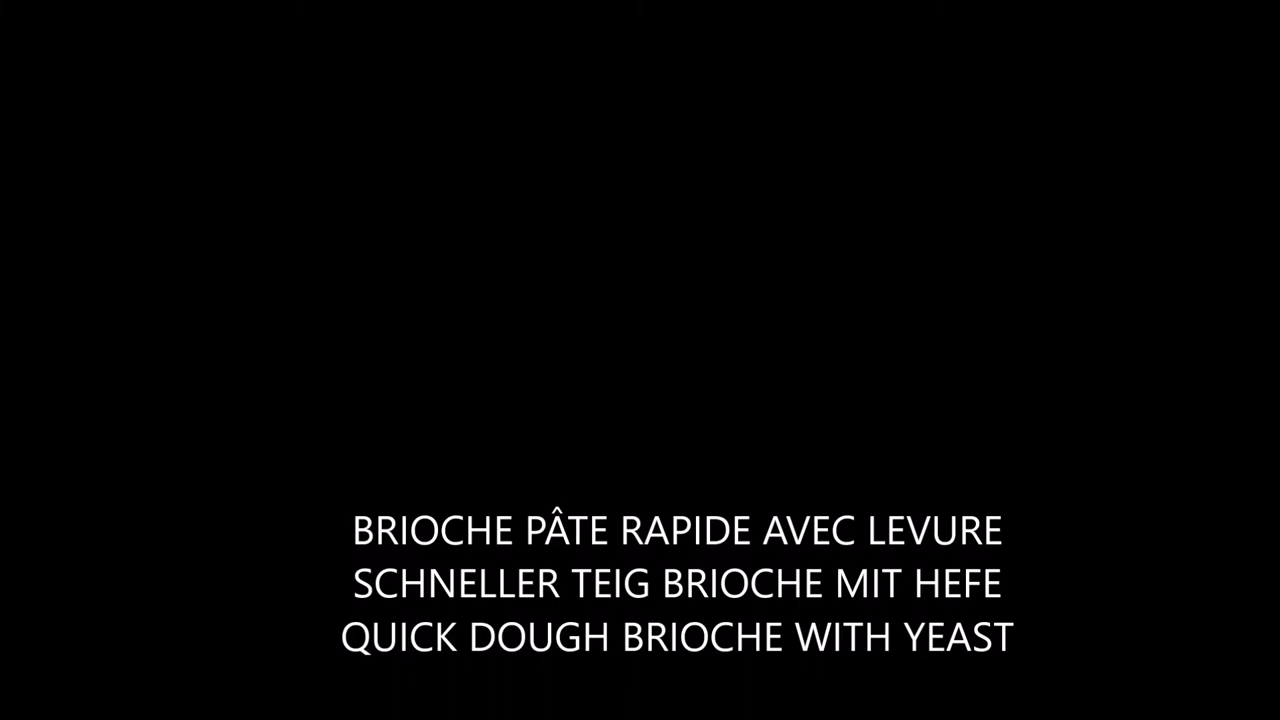 BRIOCHE PÂTE RAPIDE AVEC LEVURE
SCHNELLER TEIG BRIOCHE MIT HEFE
QUICK DOUGH BRIOCHE WITH YEAST